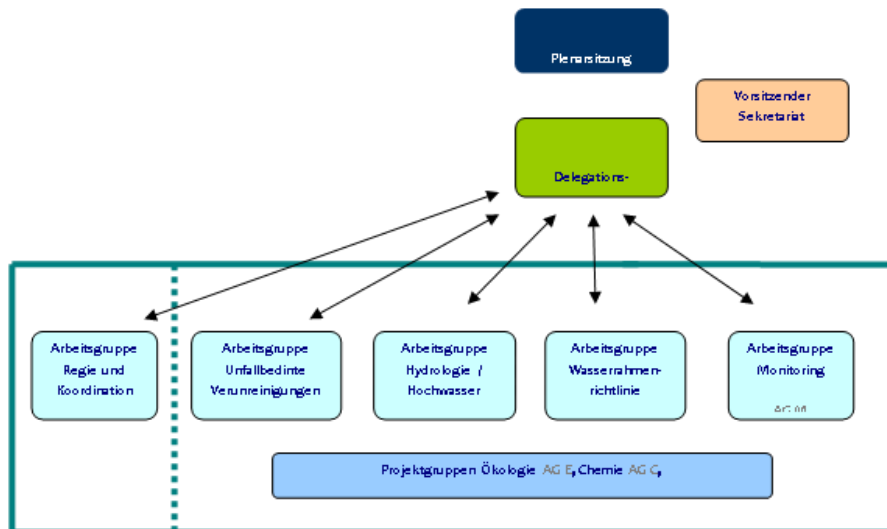 Plenarsitzung
Vorsitzender
Sekretariat
Delegations-
Arbeitsgruppe
Regie und
Koordination
Arbeitsgruppe
Unfallbedinte
Verunreinigungen
Arbeitsgruppe
Hydrologie /
Hochwasser
Arbeitsgruppe
Wasserrahmen-
richtlinie
Arbeitsgruppe
Monitoring
Projektgruppen Ökologie AG E, Chemie AG C,